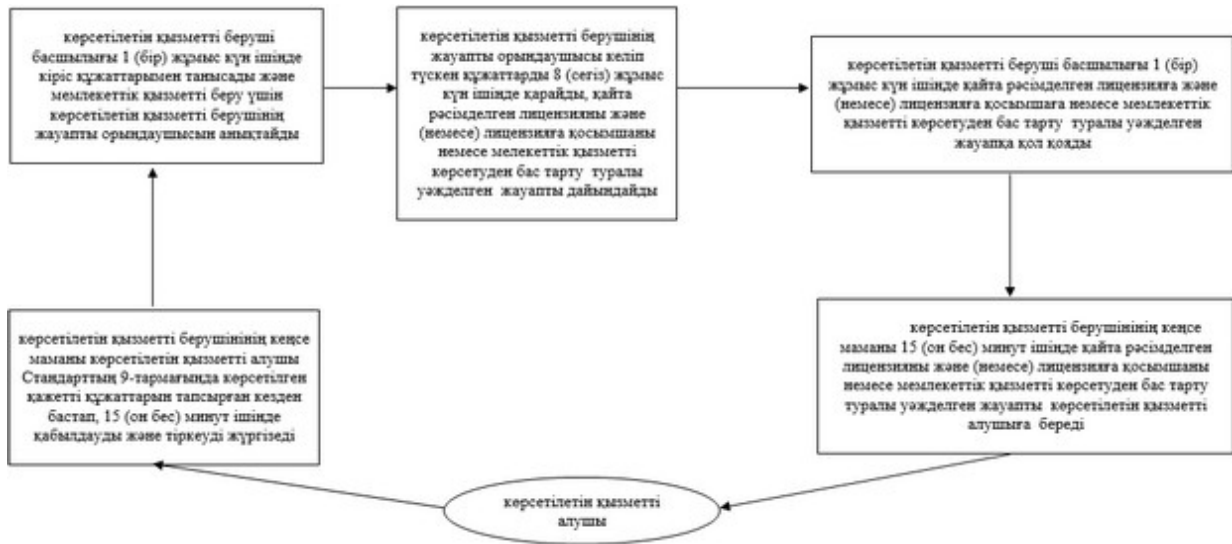 көрсетілетін қызметті беруші
басшылығы 1 (бір) жұмыс күн ішінде
кіріс құжаттарымен танысады және
мемлекеттік қызметті беру үшін
көрсетілетін қызметті берушінің
жауапты орындаушысын анықтайды
көрсетілетін қызметті берушінің
жауапты орындаушысы келіп
түскен құжаттарды 8 (сегіз) жұмыс
күн ішінде қарайды, қайта
рәсімделген лицензияны және
(немесе) лицензияға қосымшаны
немесе мелекеттік қызметті
көрсетуден бас тарту туралы
уәжделген жауапты дайындайды
көрсетілетін қызметті беруші басшылығы 1 (бір)
жұмыс күн ішінде қайта рәсімделген лицензияға және
(немесе) лицензияға қосымшаға немесе мемлекеттік
қызметті көрсетуден бас тарту туралы уәжделген
жауапқа қол қояды
көрсетілетін қызметті берушінінің кеңсе
маманы көрсетілетін қызметті алушы
Стандарттың 9-тармағында көрсетілген
қажетті құжаттарын тапсырған кезден
бастап, 15 (он бес) минут ішінде
қабылдауды және тіркеуді жүргізеді
көрсетілетін қызметті берушінінің кеңсе
маманы 15 (он бес) минут ішінде қайта рәсімделген
лицензияны және (немесе) лицензияға қосымшаны
немесе мемлекеттік қызметті көрсетуден бас тарту
туралы уәжделген жауапты көрсетілетін қызметті
алушыға береді
көрсетілетін қызметті
алушы